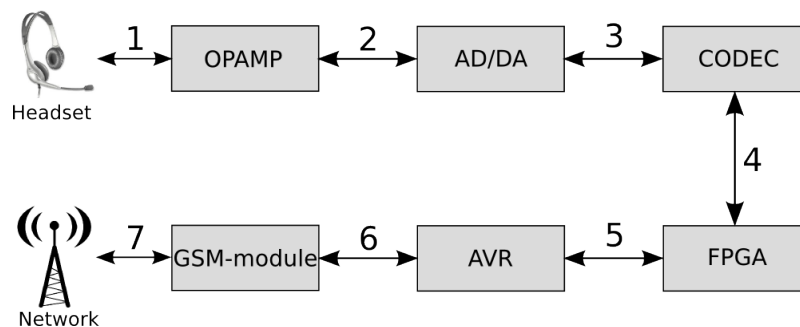 1
2
3
OPAMP
AD/DA
CODEC
Headset
4
7
6
5
GSM-module
AVR
FPGA
Network